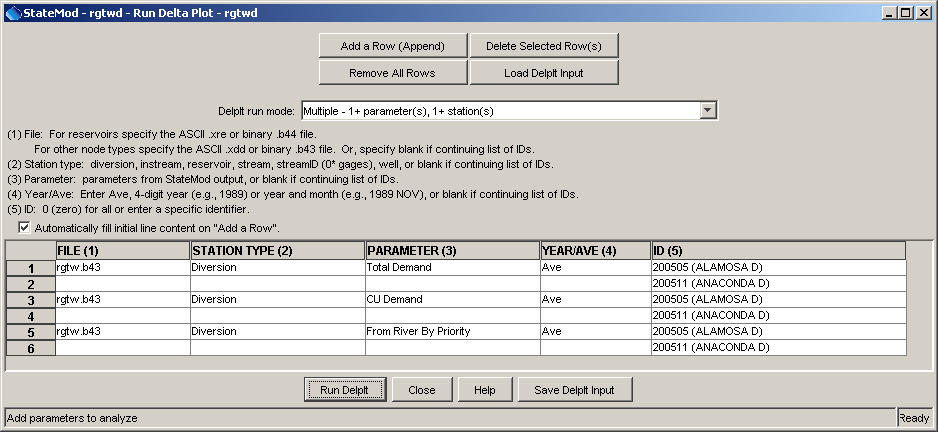 StateMod - rgtwd - Run Delta Plot - rgtwd
Add a Row (Append) Delete Selected Row(s)
Remove All Rows Load Delplt Input
Delplt run mode: Multiple - 1+ parameter(s), 1+ station(s)
(1) File: For reservoirs specify the ASCII .xre or binary .b44 file.
For other node types specify the ASCII .xdd or binary .b43 file. Or, specify blank if continuing list of IDs.
(2) Station type: diversion, instream, reservoir, stream, streamID (0* gages), well, or blank if continuing list of IDs.
(3) Parameter: parameters from StateMod output, or blank if continuing list of IDs.
(4) Year/Ave: Enter Ave, 4-digit year (e.g., 1989) or year and month (e.g., 1989 NOV), or blank if continuing list of IDs.
(5) ID: 0 (zero) for all or enter a specific identifier.
Automatically fill initial line content on "Add a Row".
FILE (1) STATION TYPE (2) PARAMETER (3) YEAR/AVE (4) ID (5)
1 rgtw.b43 Diversion Total Demand Ave 200505 (ALAMOSA D)
2 200511 (ANACONDA D)
3 rgtw.b43 Diversion CU Demand Ave 200505 (ALAMOSA D)
4 200511 (ANACONDA D)
5 rgtw.b43 Diversion From River By Priority Ave 200505 (ALAMOSA D)
6 200511 (ANACONDA D)
Run Delplt Close Help Save Delplt Input
Add parameters to analyze Ready